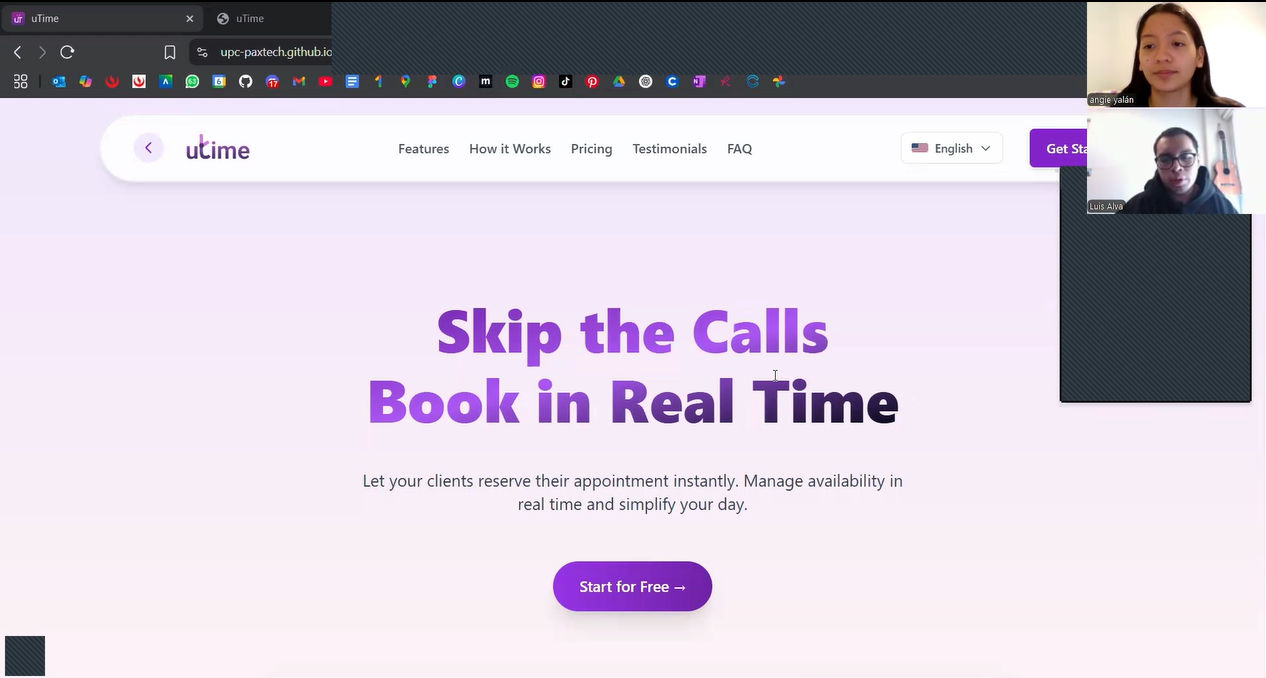 uTime
uTime
upc-paxtech.github.io
angie yalán
utime
Features
How it Works
Pricing
Testimonials
FAQ
English
Get Sta
Luis Alva
Skip the Calls
Book in Real Time
Let your clients reserve their appointment instantly. Manage availability in
real time and simplify your day.
Start for Free →